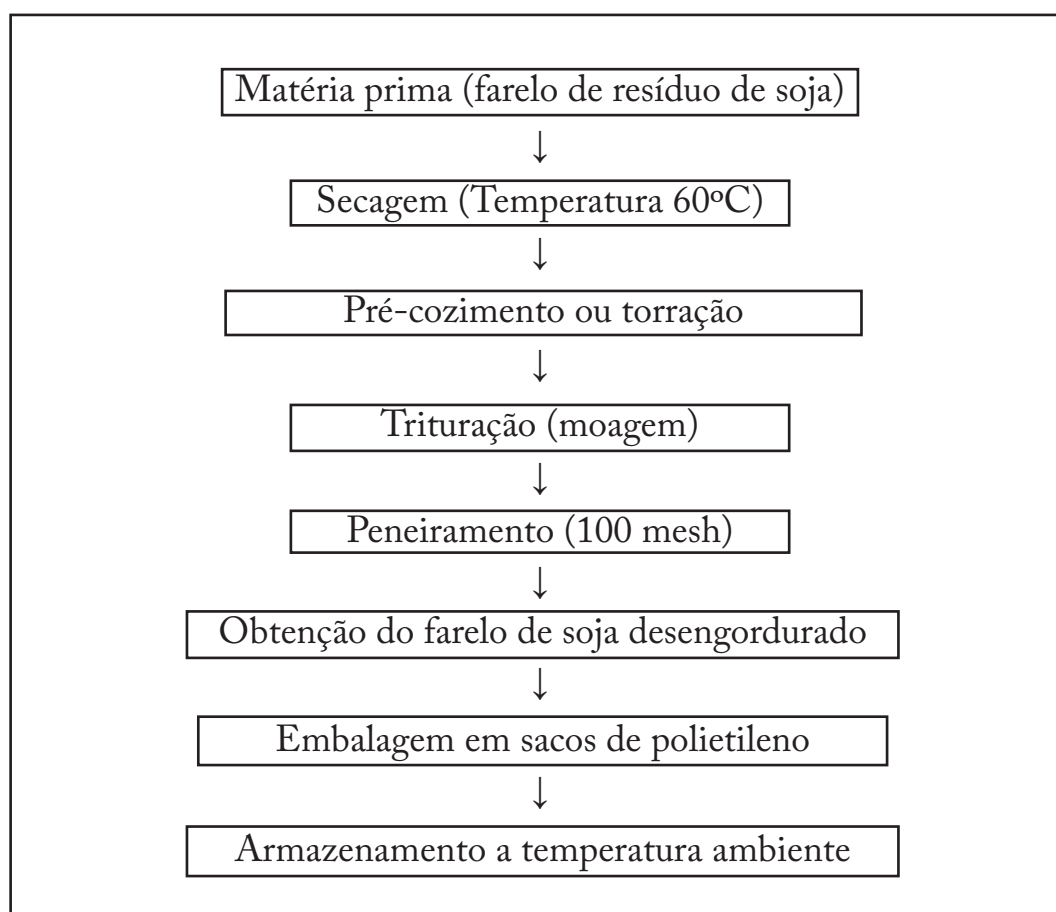 Matéria prima (farelo de resíduo de soja)
↓
Secagem (Temperatura 60ºC)
↓
Pré-cozimento ou torração
↓
Trituração (moagem)
↓
Peneiramento (100 mesh)
↓
Obtenção do farelo de soja desengordurado
↓
Embalagem em sacos de polietileno
↓
Armazenamento a temperatura ambiente